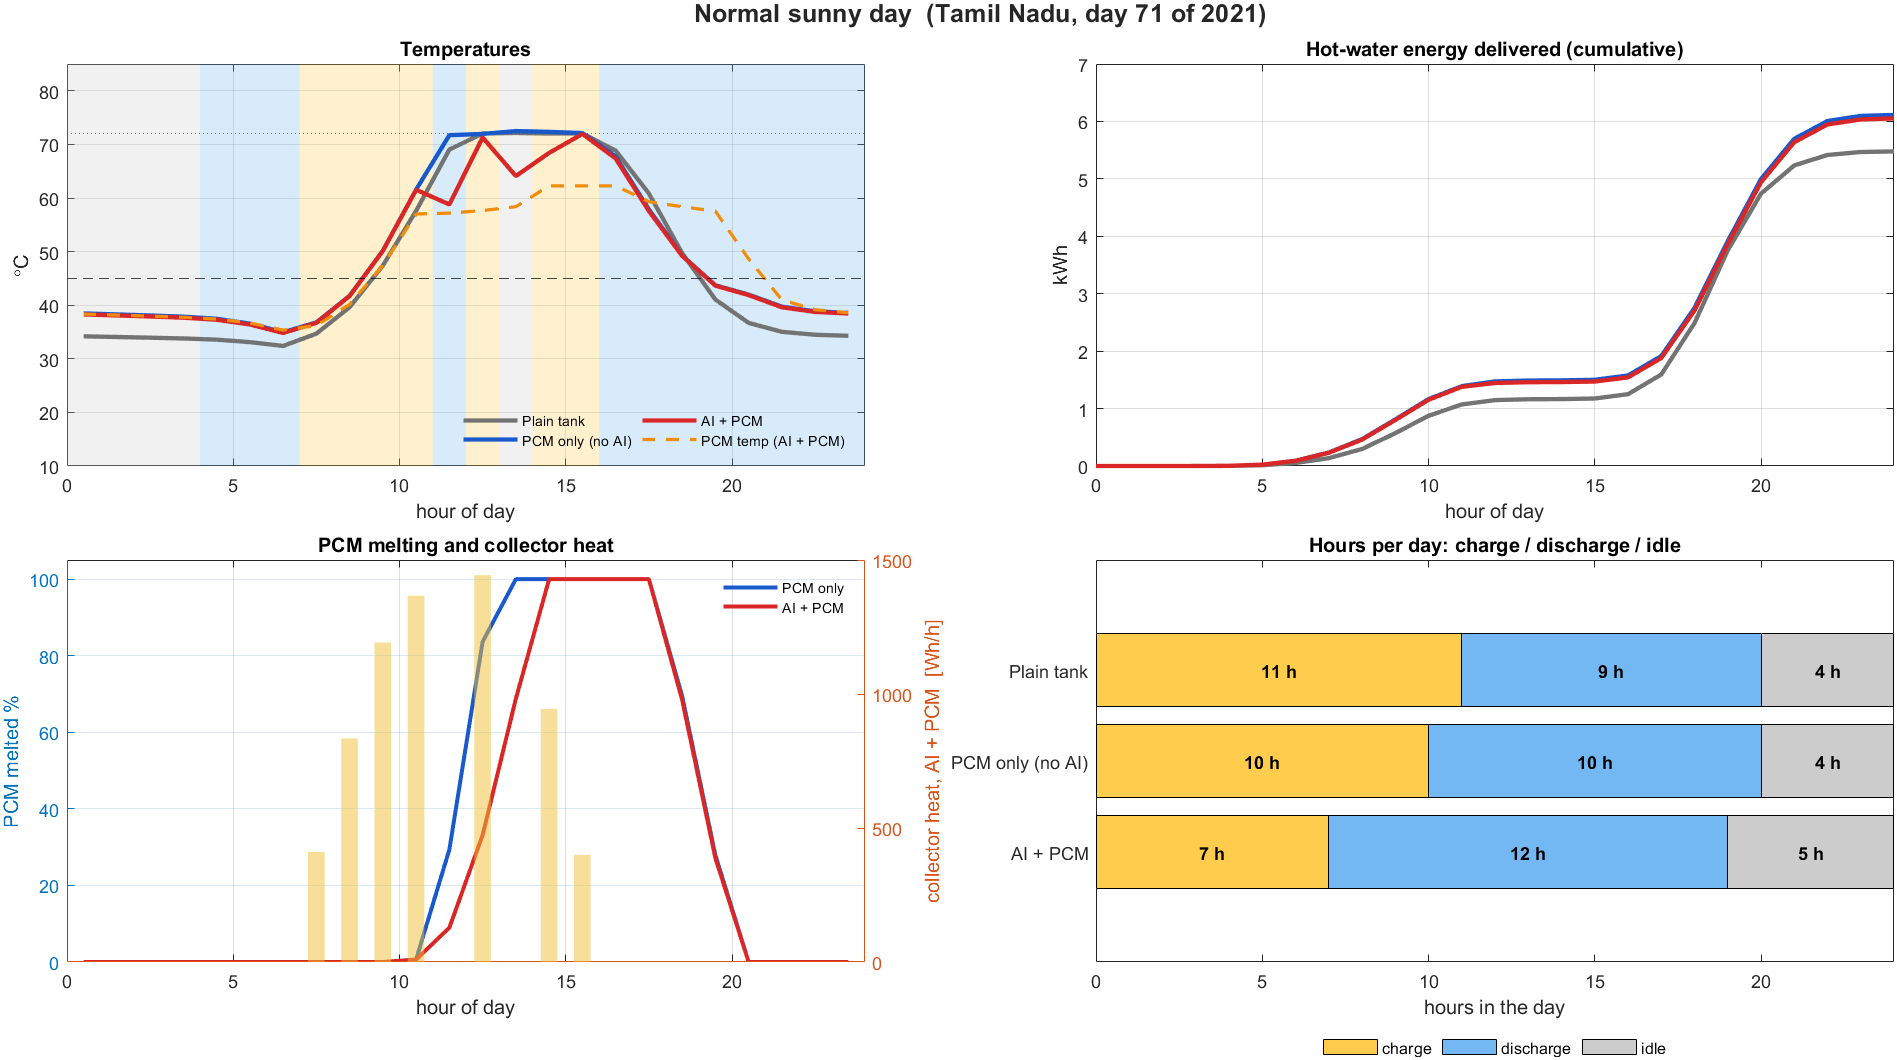 Normal sunny day (Tamil Nadu, day 71 of 2021)
Temperatures
°C
80
70
60
50
40
30
20
10
0
5
10
15
20
hour of day
Plain tank
PCM only (no AI)
AI + PCM
PCM temp (AI + PCM)
Hot-water energy delivered (cumulative)
kWh
7
6
5
4
3
2
1
0
0
5
10
15
20
hour of day
PCM melting and collector heat
PCM melted %
100
80
60
40
20
0
0
5
10
15
20
hour of day
1500
1000
500
0
collector heat, AI + PCM [Wh/h]
PCM only
AI + PCM
Hours per day: charge / discharge / idle
Plain tank
11 h
9 h
4 h
PCM only (no AI)
10 h
10 h
4 h
AI + PCM
7 h
12 h
5 h
0
5
10
15
20
hours in the day
charge
discharge
idle